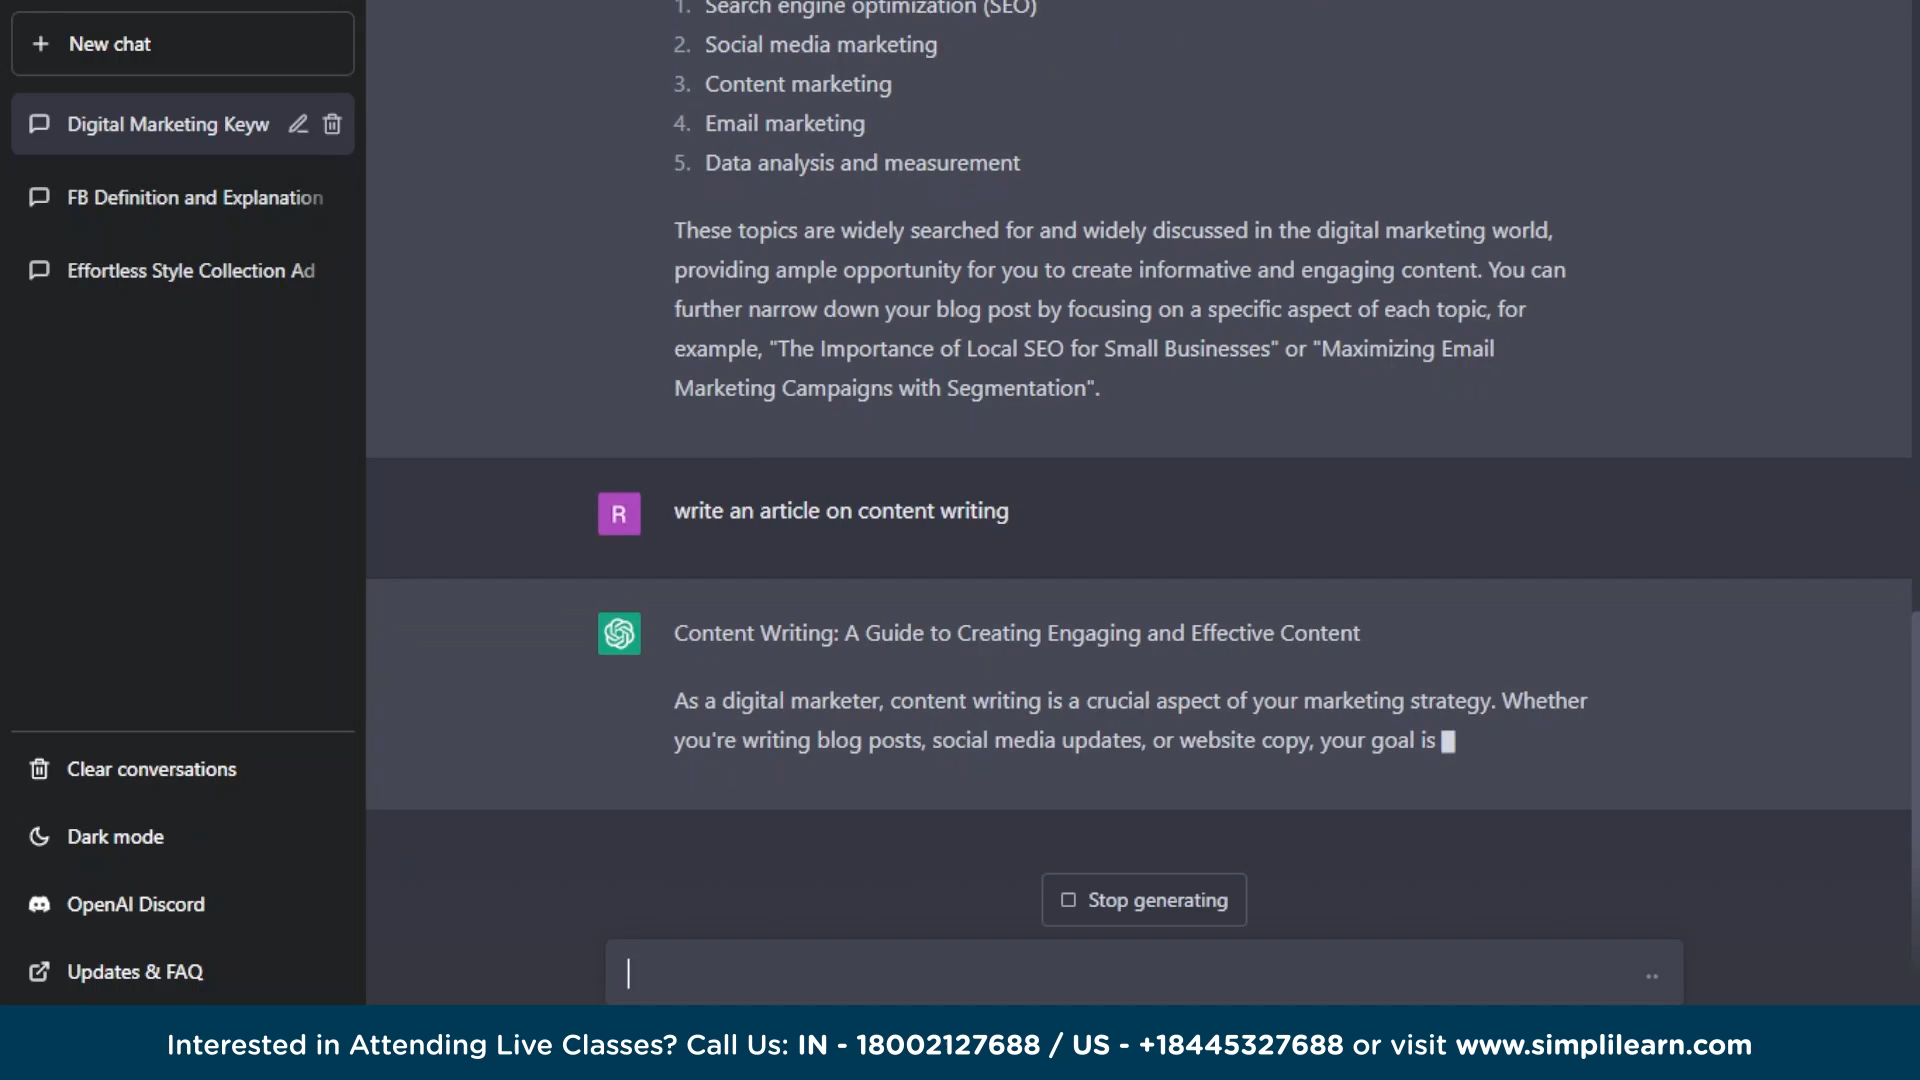 New chat
Digital Marketing Keyw
FB Definition and Explanation
Effortless Style Collection Ad
Clear conversations
Dark mode
OpenAI Discord
Updates & FAQ
1. Search engine optimization (SEO)
2. Social media marketing
3. Content marketing
4. Email marketing
5. Data analysis and measurement
These topics are widely searched for and widely discussed in the digital marketing world,
providing ample opportunity for you to create informative and engaging content. You can
further narrow down your blog post by focusing on a specific aspect of each topic, for
example, "The Importance of Local SEO for Small Businesses" or "Maximizing Email
Marketing Campaigns with Segmentation".
R
write an article on content writing
Content Writing: A Guide to Creating Engaging and Effective Content
As a digital marketer, content writing is a crucial aspect of your marketing strategy. Whether
you're writing blog posts, social media updates, or website copy, your goal is
Stop generating
Interested in Attending Live Classes? Call Us: IN - 18002127688 / US - +18445327688 or visit www.simplilearn.com